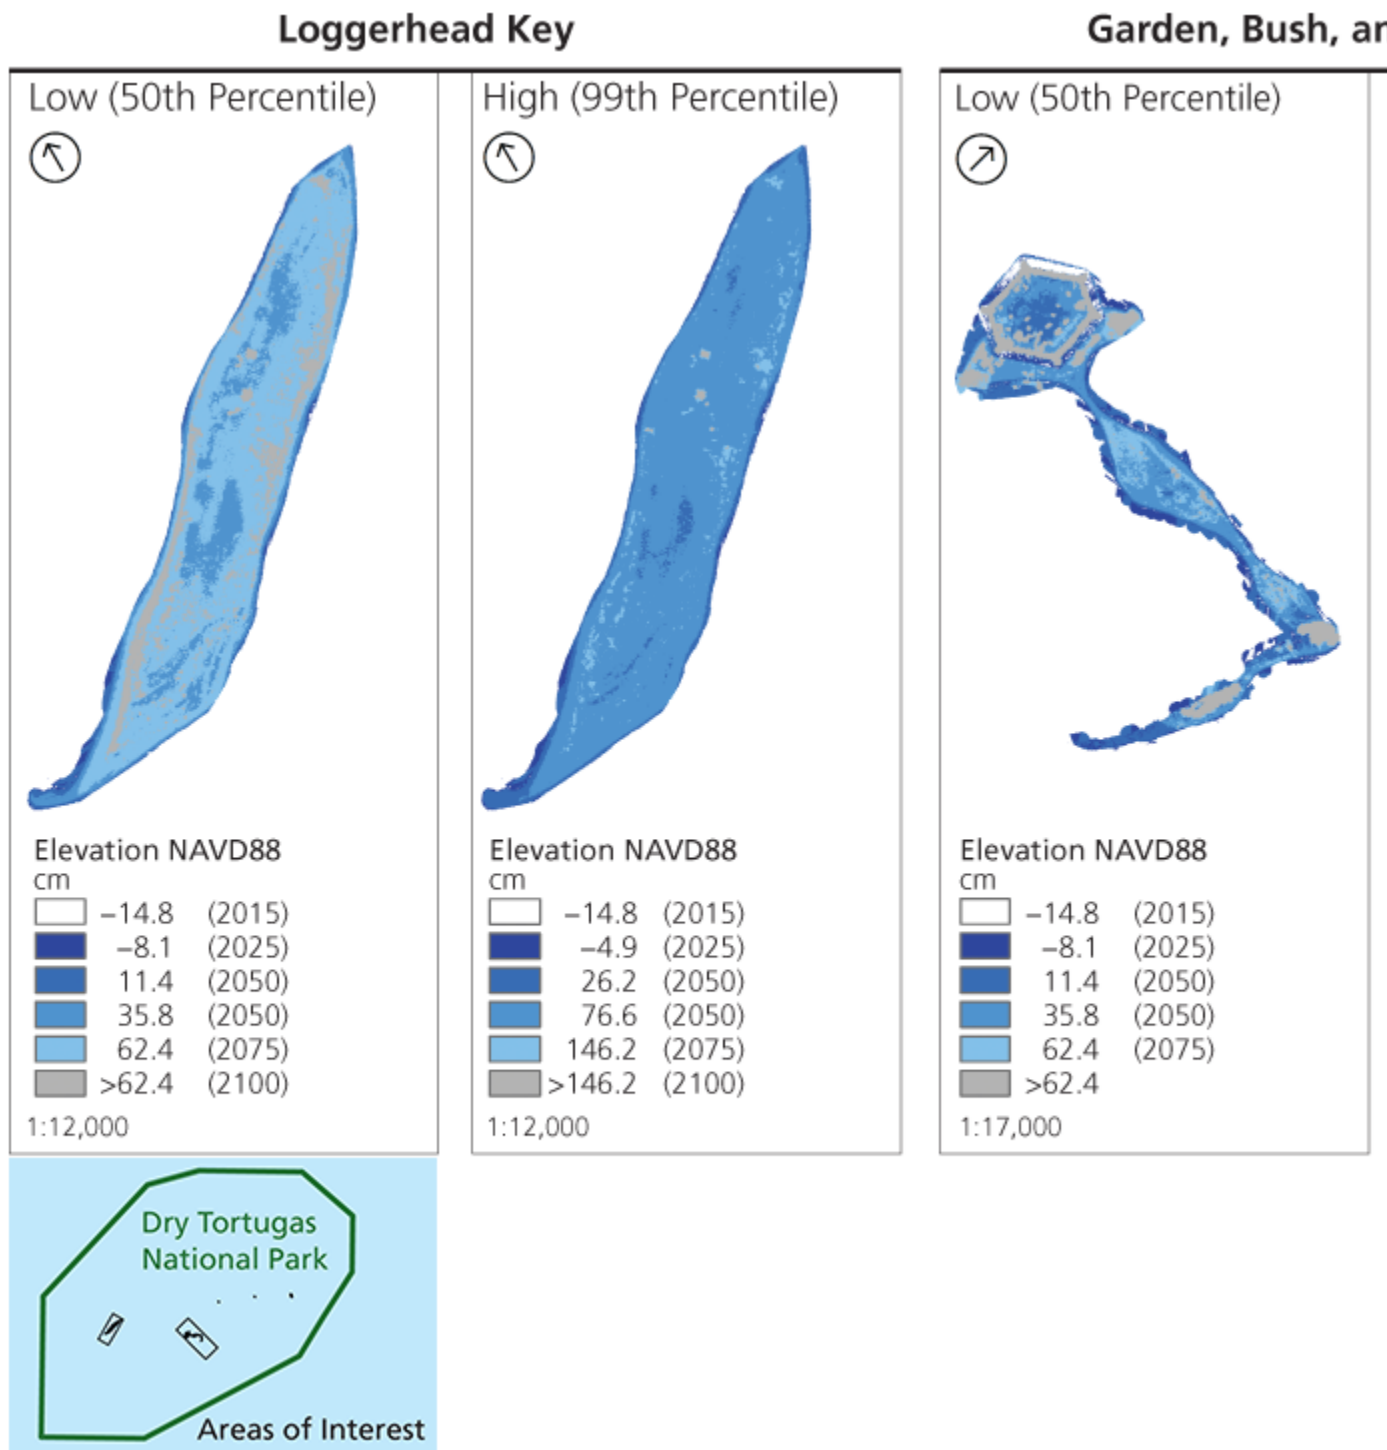 Loggerhead Key
Garden, Bush, an
Low (50th Percentile)
High (99th Percentile)
Low (50th Percentile)
Elevation NAVD88
cm
−14.8 (2015)
−8.1 (2025)
11.4 (2050)
35.8 (2050)
62.4 (2075)
>62.4 (2100)
1:12,000
Elevation NAVD88
cm
−14.8 (2015)
−4.9 (2025)
26.2 (2050)
76.6 (2050)
146.2 (2075)
>146.2 (2100)
1:12,000
Elevation NAVD88
cm
−14.8 (2015)
−8.1 (2025)
11.4 (2050)
35.8 (2050)
62.4 (2075)
>62.4
1:17,000
Dry Tortugas
National Park
Areas of Interest